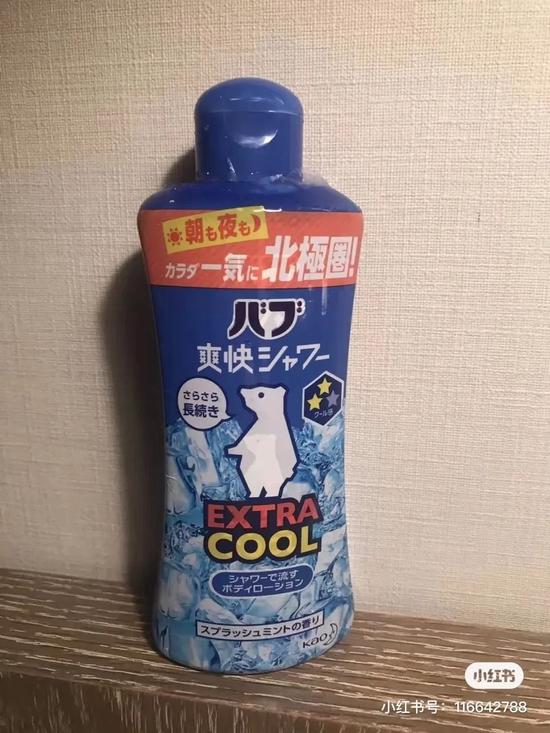 朝も夜も
カラダ一気に北極圏!
バブ
爽快シャワー
さらさら
長続き
クール感
EXTRA
COOL
シャワーで流す
ボディローション
スプラッシュミントの香り
Kao
小红书
小红书号: 116642788